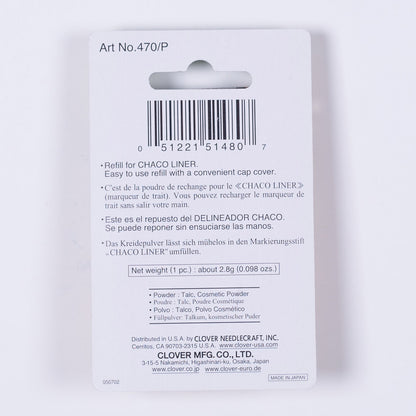 Art No.470/P
0 51221 51480 7
• Refill for CHACO LINER.
Easy to use refill with a convenient cap cover.
• C'est de la poudre de rechange pour le ≪CHACO LINER≫
(marqueur de trait). Vous pouvez recharger le marqueur de
trait sans salir votre main.
• Este es el repuesto del DELINEADOR CHACO.
Se puede reponer sin ensuciarse las manos.
• Das Kreidepulver lässt sich mühelos in den Markierungsstift
„CHACO LINER" umfüllen.
Net weight (1 pc.) : about 2.8g (0.098 ozs.)
• Powder : Talc, Cosmetic Powder
• Poudre : Talc, Poudre Cosmétique
• Polvo : Talco, Polvo Cosmético
• Füllpulver: Talkum, kosmetischer Puder
Distributed in U.S.A. by CLOVER NEEDLECRAFT, INC.
Cerritos, CA 90703-2315 U.S.A. www.clover-usa.com
CLOVER MFG. CO., LTD.
3-15-5 Nakamichi, Higashinari-ku, Osaka, Japan
www.clover.co.jp www.clover-euro.de
050702
MADE IN JAPAN